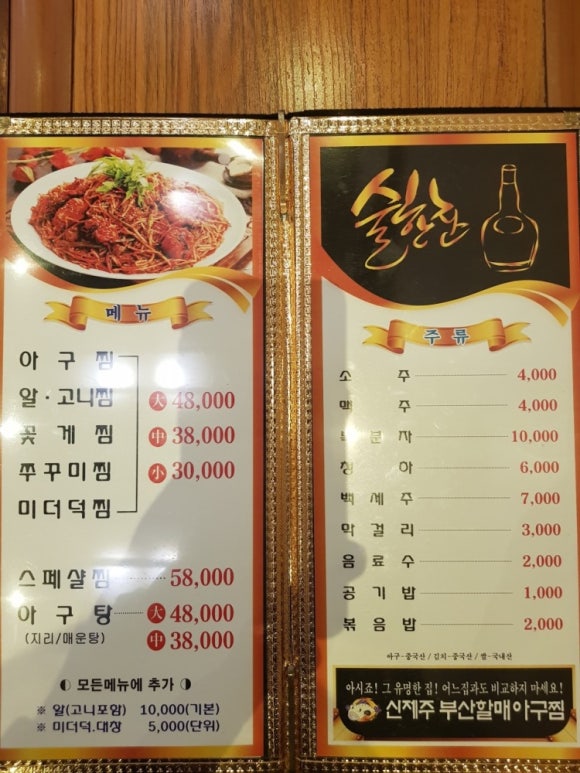 메뉴
아구찜
알·고니찜 大 48,000
꽃게찜 中 38,000
쭈꾸미찜 小 30,000
미더덕찜
스페샬찜 58,000
아구탕 大 48,000
(지리/매운탕) 中 38,000
◐ 모든메뉴에 추가 ◑
※ 알(고니포함) 10,000(기본)
※ 미더덕.대창 5,000(단위)
술한잔
주류
소주 4,000
맥주 4,000
복분자 10,000
청하 6,000
백세주 7,000
막걸리 3,000
음료수 2,000
공기밥 1,000
볶음밥 2,000
아구-중국산 / 김치-중국산 / 쌀-국내산
아시죠! 그 유명한 집! 어느집과도 비교하지 마세요!
신제주 부산할매아구찜